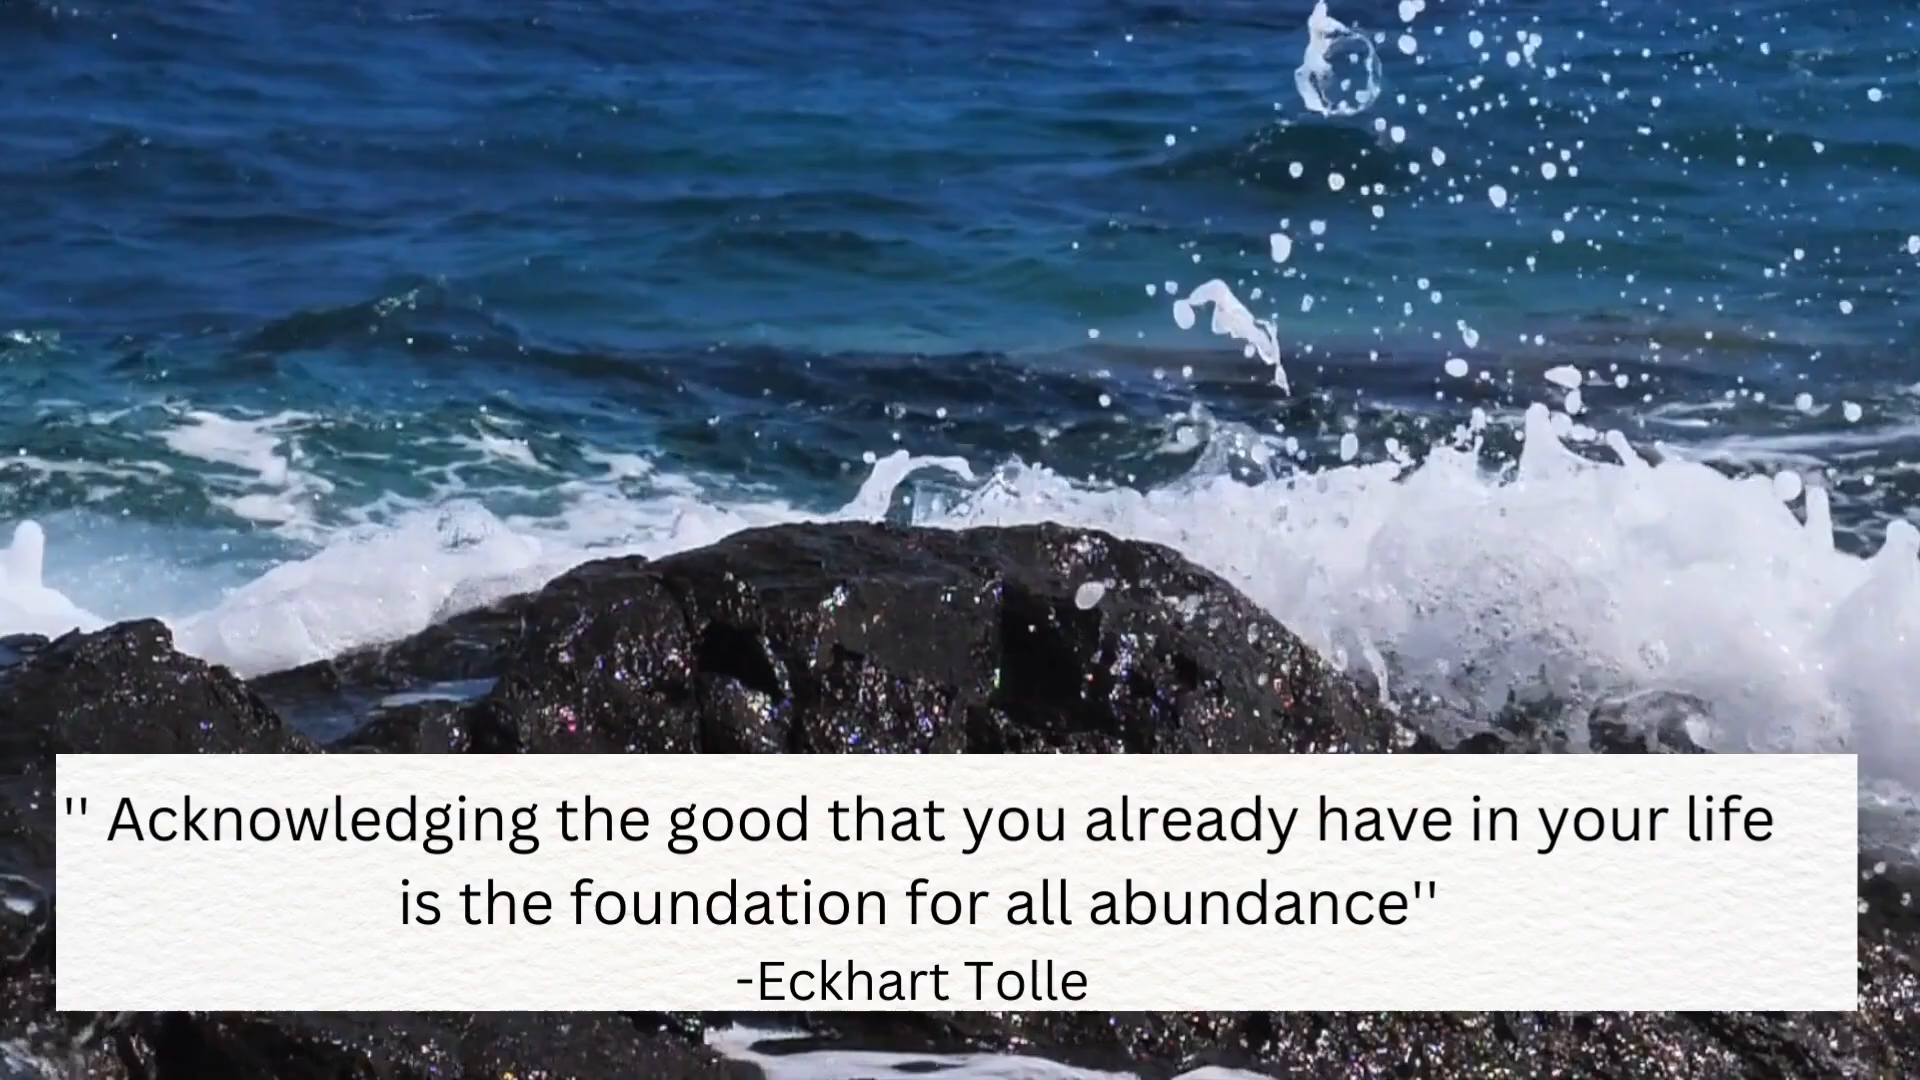 " Acknowledging the good that you already have in your life
is the foundation for all abundance"
-Eckhart Tolle